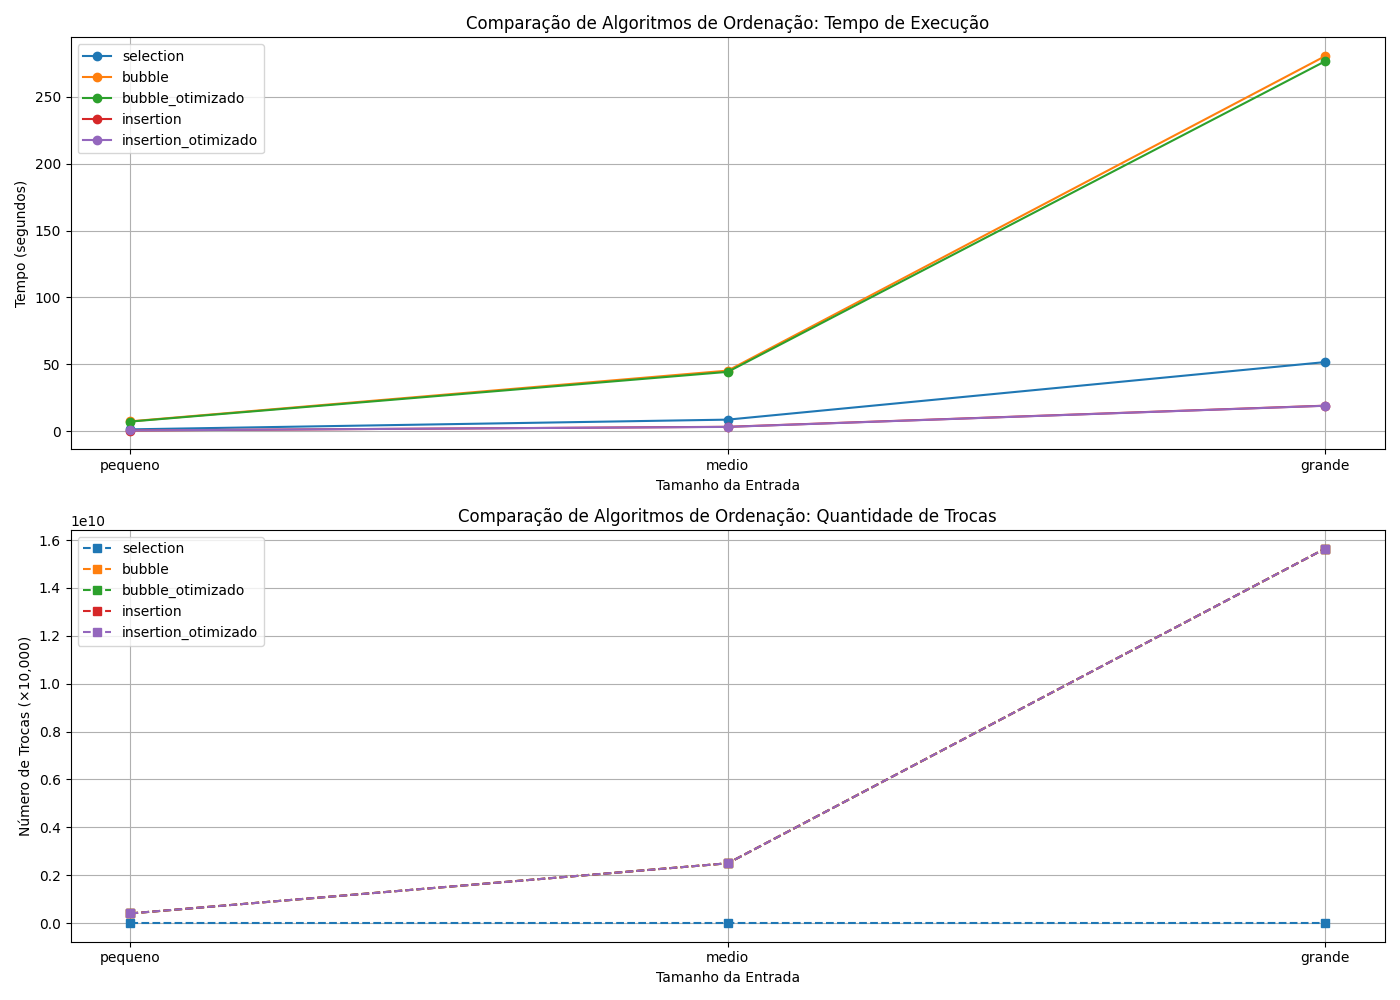 Comparação de Algoritmos de Ordenação: Tempo de Execução
selection
bubble
bubble_otimizado
insertion
insertion_otimizado
250
200
150
100
50
0
Tempo (segundos)
pequeno medio grande
Tamanho da Entrada
Comparação de Algoritmos de Ordenação: Quantidade de Trocas
1e10
selection
bubble
bubble_otimizado
insertion
insertion_otimizado
1.6
1.4
1.2
1.0
0.8
0.6
0.4
0.2
0.0
Número de Trocas (×10,000)
pequeno medio grande
Tamanho da Entrada